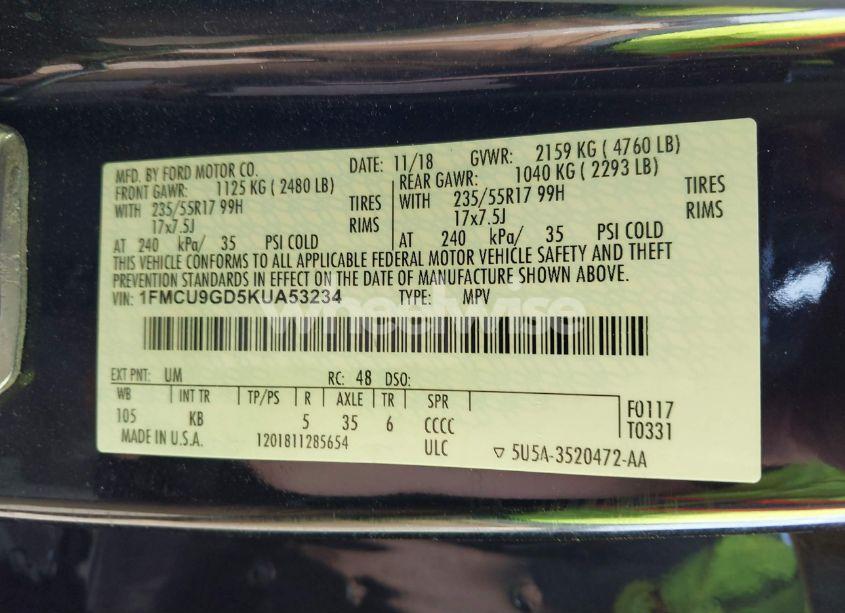 MFD. BY FORD MOTOR CO. DATE: 11/18 GVWR: 2159 KG ( 4760 LB)
FRONT GAWR: 1125 KG ( 2480 LB) REAR GAWR: 1040 KG ( 2293 LB)
WITH 235/55R17 99H TIRES WITH 235/55R17 99H TIRES
17x7.5J RIMS 17x7.5J RIMS
AT 240 kPa/ 35 PSI COLD AT 240 kPa/ 35 PSI COLD
THIS VEHICLE CONFORMS TO ALL APPLICABLE FEDERAL MOTOR VEHICLE SAFETY AND THEFT
PREVENTION STANDARDS IN EFFECT ON THE DATE OF MANUFACTURE SHOWN ABOVE.
VIN: 1FMCU9GD5KUA53234 TYPE: MPV
wheelwise
EXT PNT: UM RC: 48 DSO:
WB INT TR TP/PS R AXLE TR SPR
105 KB 5 35 6 CCCC F0117
MADE IN U.S.A. 1201811285654 ULC T0331
5U5A-3520472-AA